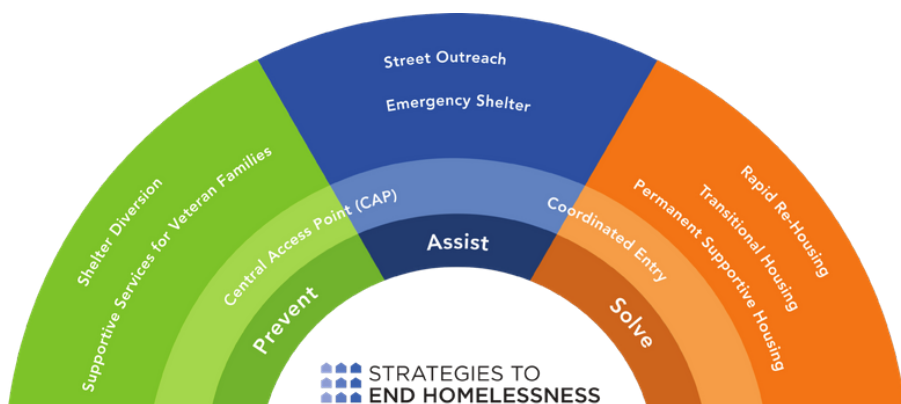 Street Outreach
Emergency Shelter
Shelter Diversion
Supportive Services for Veteran Families
Central Access Point (CAP)
Prevent
Assist
Coordinated Entry
Solve
Rapid Re-Housing
Transitional Housing
Permanent Supportive Housing
STRATEGIES TO
END HOMELESSNESS